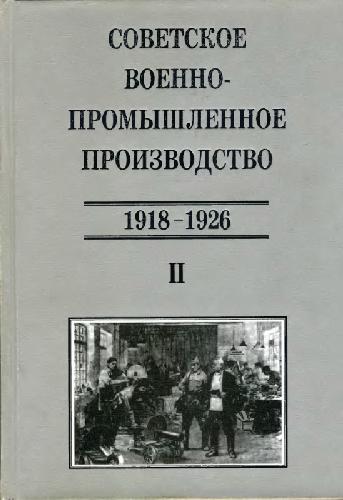 СОВЕТСКОЕ
ВОЕННО-
ПРОМЫШЛЕННОЕ
ПРОИЗВОДСТВО
1918-1926
II